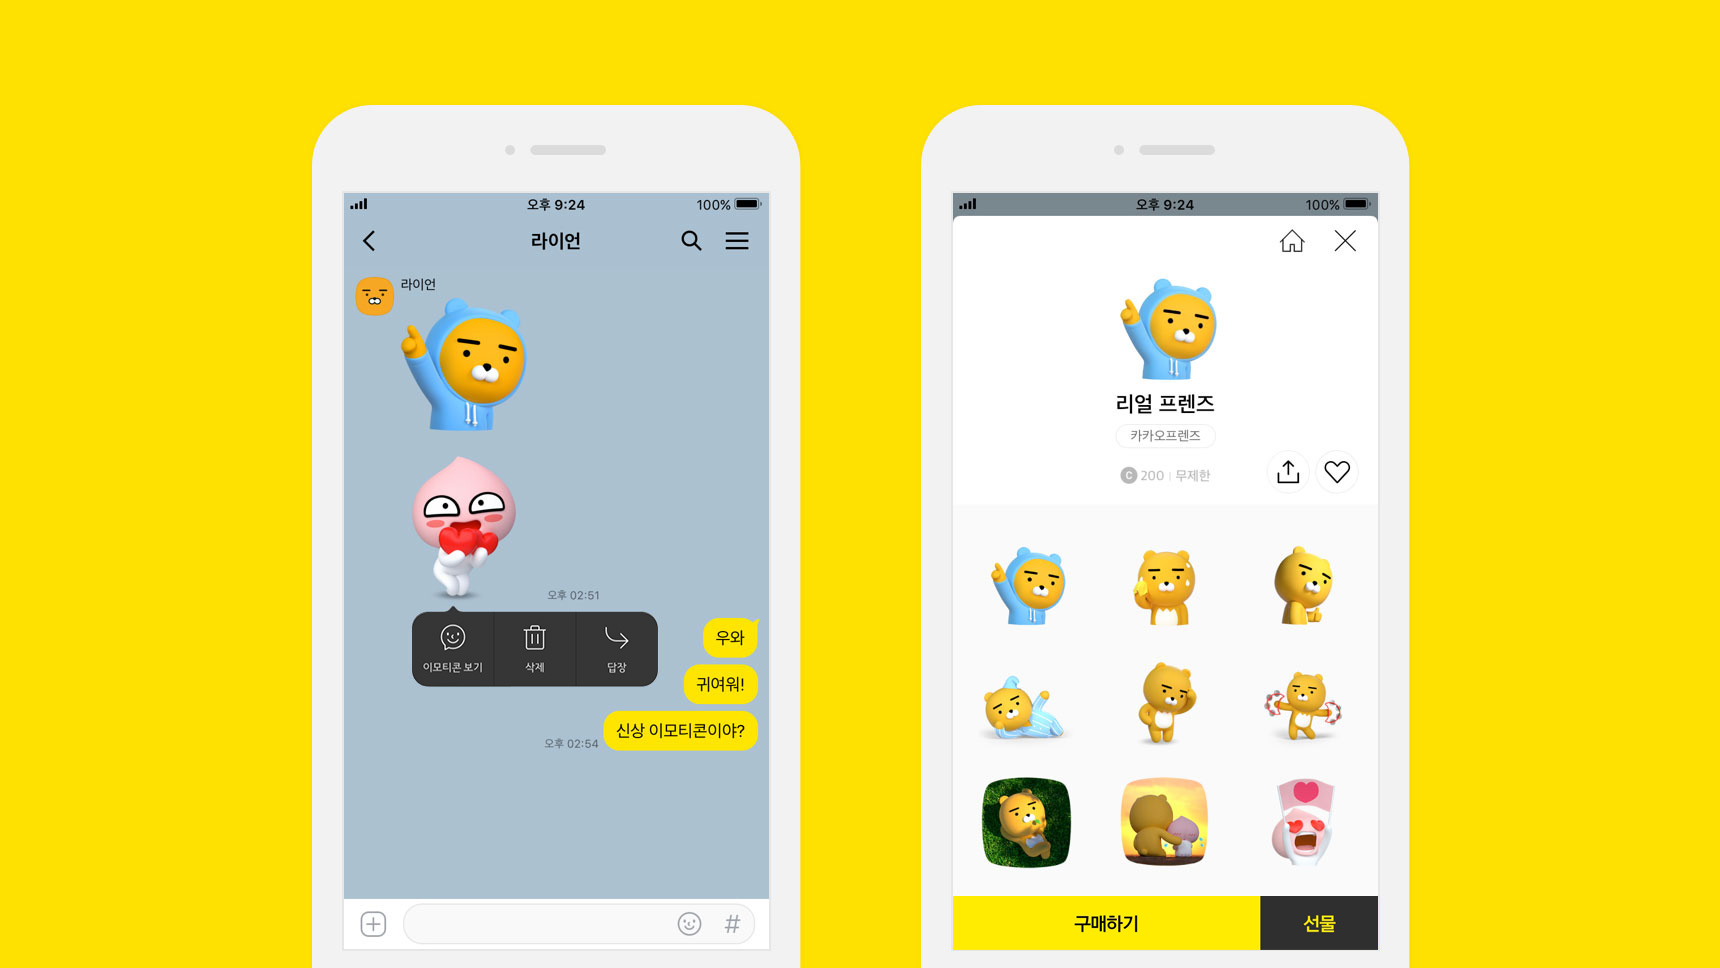 오후 9:24
100%
라이언
라이언
오후 02:51
이모티콘 보기
삭제
답장
우와
귀여워!
신상 이모티콘이야?
오후 02:54
#
오후 9:24
100%
리얼 프렌즈
카카오프렌즈
C 200 | 무제한
구매하기
선물